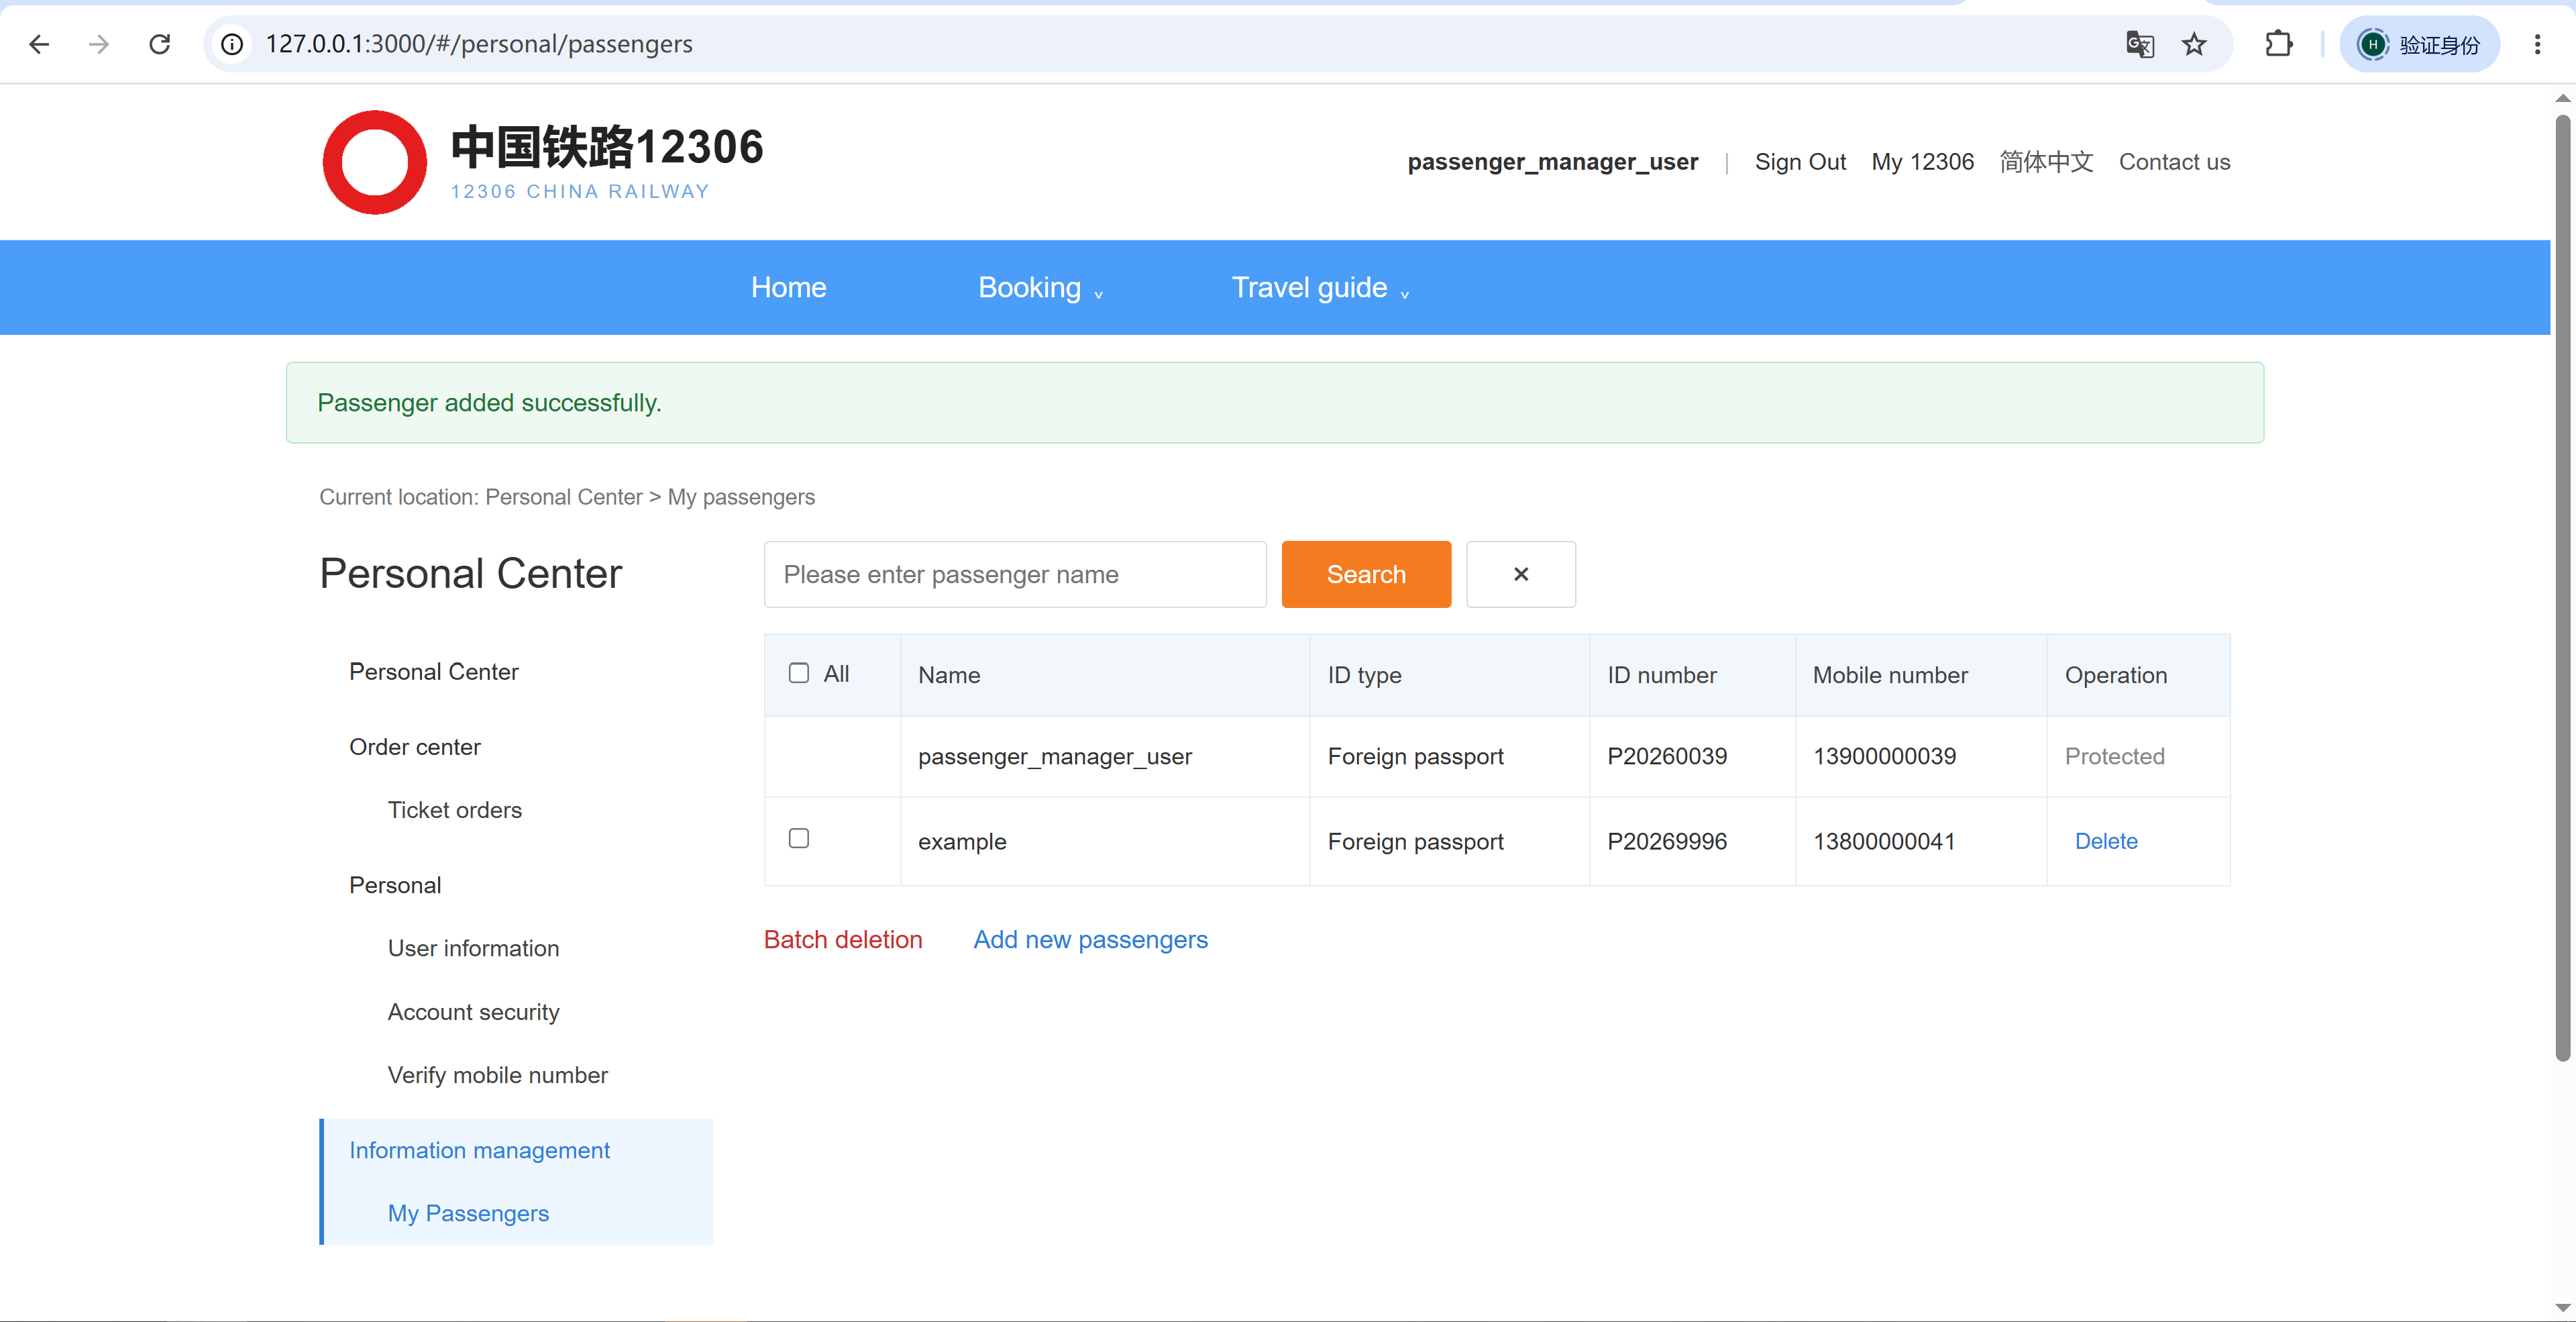 127.0.0.1:3000/#/personal/passengers
H 验证身份
中国铁路12306
12306 CHINA RAILWAY
passenger_manager_user | Sign Out My 12306 简体中文 Contact us
Home Booking v Travel guide v
Passenger added successfully.
Current location: Personal Center > My passengers
Personal Center
Please enter passenger name Search ×
Personal Center
Order center
Ticket orders
Personal
User information
Account security
Verify mobile number
Information management
My Passengers
All Name ID type ID number Mobile number Operation
passenger_manager_user Foreign passport P20260039 13900000039 Protected
example Foreign passport P20269996 13800000041 Delete
Batch deletion Add new passengers